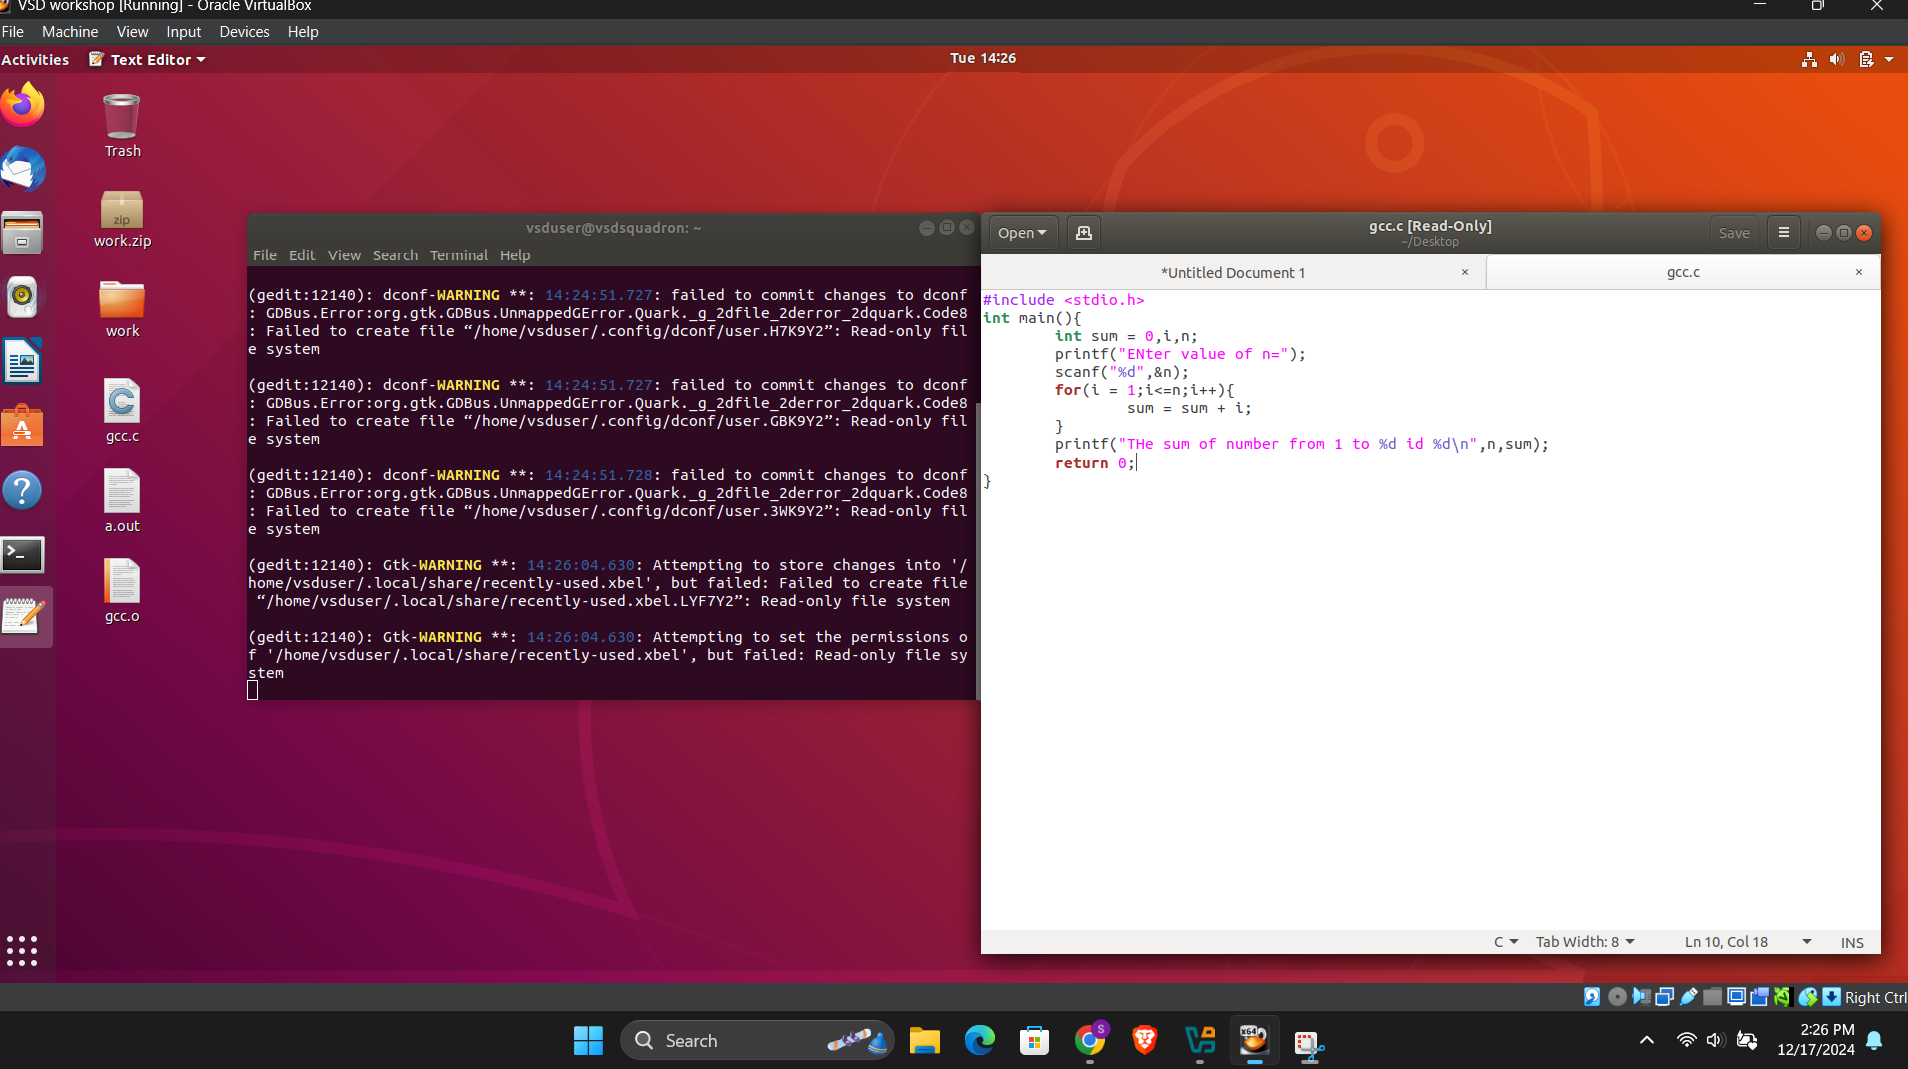 VSD workshop [Running] - Oracle VirtualBox
File Machine View Input Devices Help
Activities Text Editor Tue 14:26
Trash
zip
work.zip
work
gcc.c
a.out
gcc.o
vsduser@vsdsquadron: ~
File Edit View Search Terminal Help
(gedit:12140): dconf-WARNING **: 14:24:51.727: failed to commit changes to dconf
: GDBus.Error:org.gtk.GDBus.UnmappedGError.Quark._g_2dfile_2derror_2dquark.Code8
: Failed to create file “/home/vsduser/.config/dconf/user.H7K9Y2”: Read-only fil
e system
(gedit:12140): dconf-WARNING **: 14:24:51.727: failed to commit changes to dconf
: GDBus.Error:org.gtk.GDBus.UnmappedGError.Quark._g_2dfile_2derror_2dquark.Code8
: Failed to create file “/home/vsduser/.config/dconf/user.GBK9Y2”: Read-only fil
e system
(gedit:12140): dconf-WARNING **: 14:24:51.728: failed to commit changes to dconf
: GDBus.Error:org.gtk.GDBus.UnmappedGError.Quark._g_2dfile_2derror_2dquark.Code8
: Failed to create file “/home/vsduser/.config/dconf/user.3WK9Y2”: Read-only fil
e system
(gedit:12140): Gtk-WARNING **: 14:26:04.630: Attempting to store changes into '/
home/vsduser/.local/share/recently-used.xbel', but failed: Failed to create file
“/home/vsduser/.local/share/recently-used.xbel.LYF7Y2”: Read-only file system
(gedit:12140): Gtk-WARNING **: 14:26:04.630: Attempting to set the permissions o
f '/home/vsduser/.local/share/recently-used.xbel', but failed: Read-only file sy
stem
Open gcc.c [Read-Only] Save
~/Desktop
*Untitled Document 1 × gcc.c ×
#include <stdio.h>
int main(){
int sum = 0,i,n;
printf("ENter value of n=");
scanf("%d",&n);
for(i = 1;i<=n;i++){
sum = sum + i;
}
printf("THe sum of number from 1 to %d id %d\n",n,sum);
return 0;
}
C Tab Width: 8 Ln 10, Col 18 INS
Right Ctrl
Search
S
x64
2:26 PM
12/17/2024